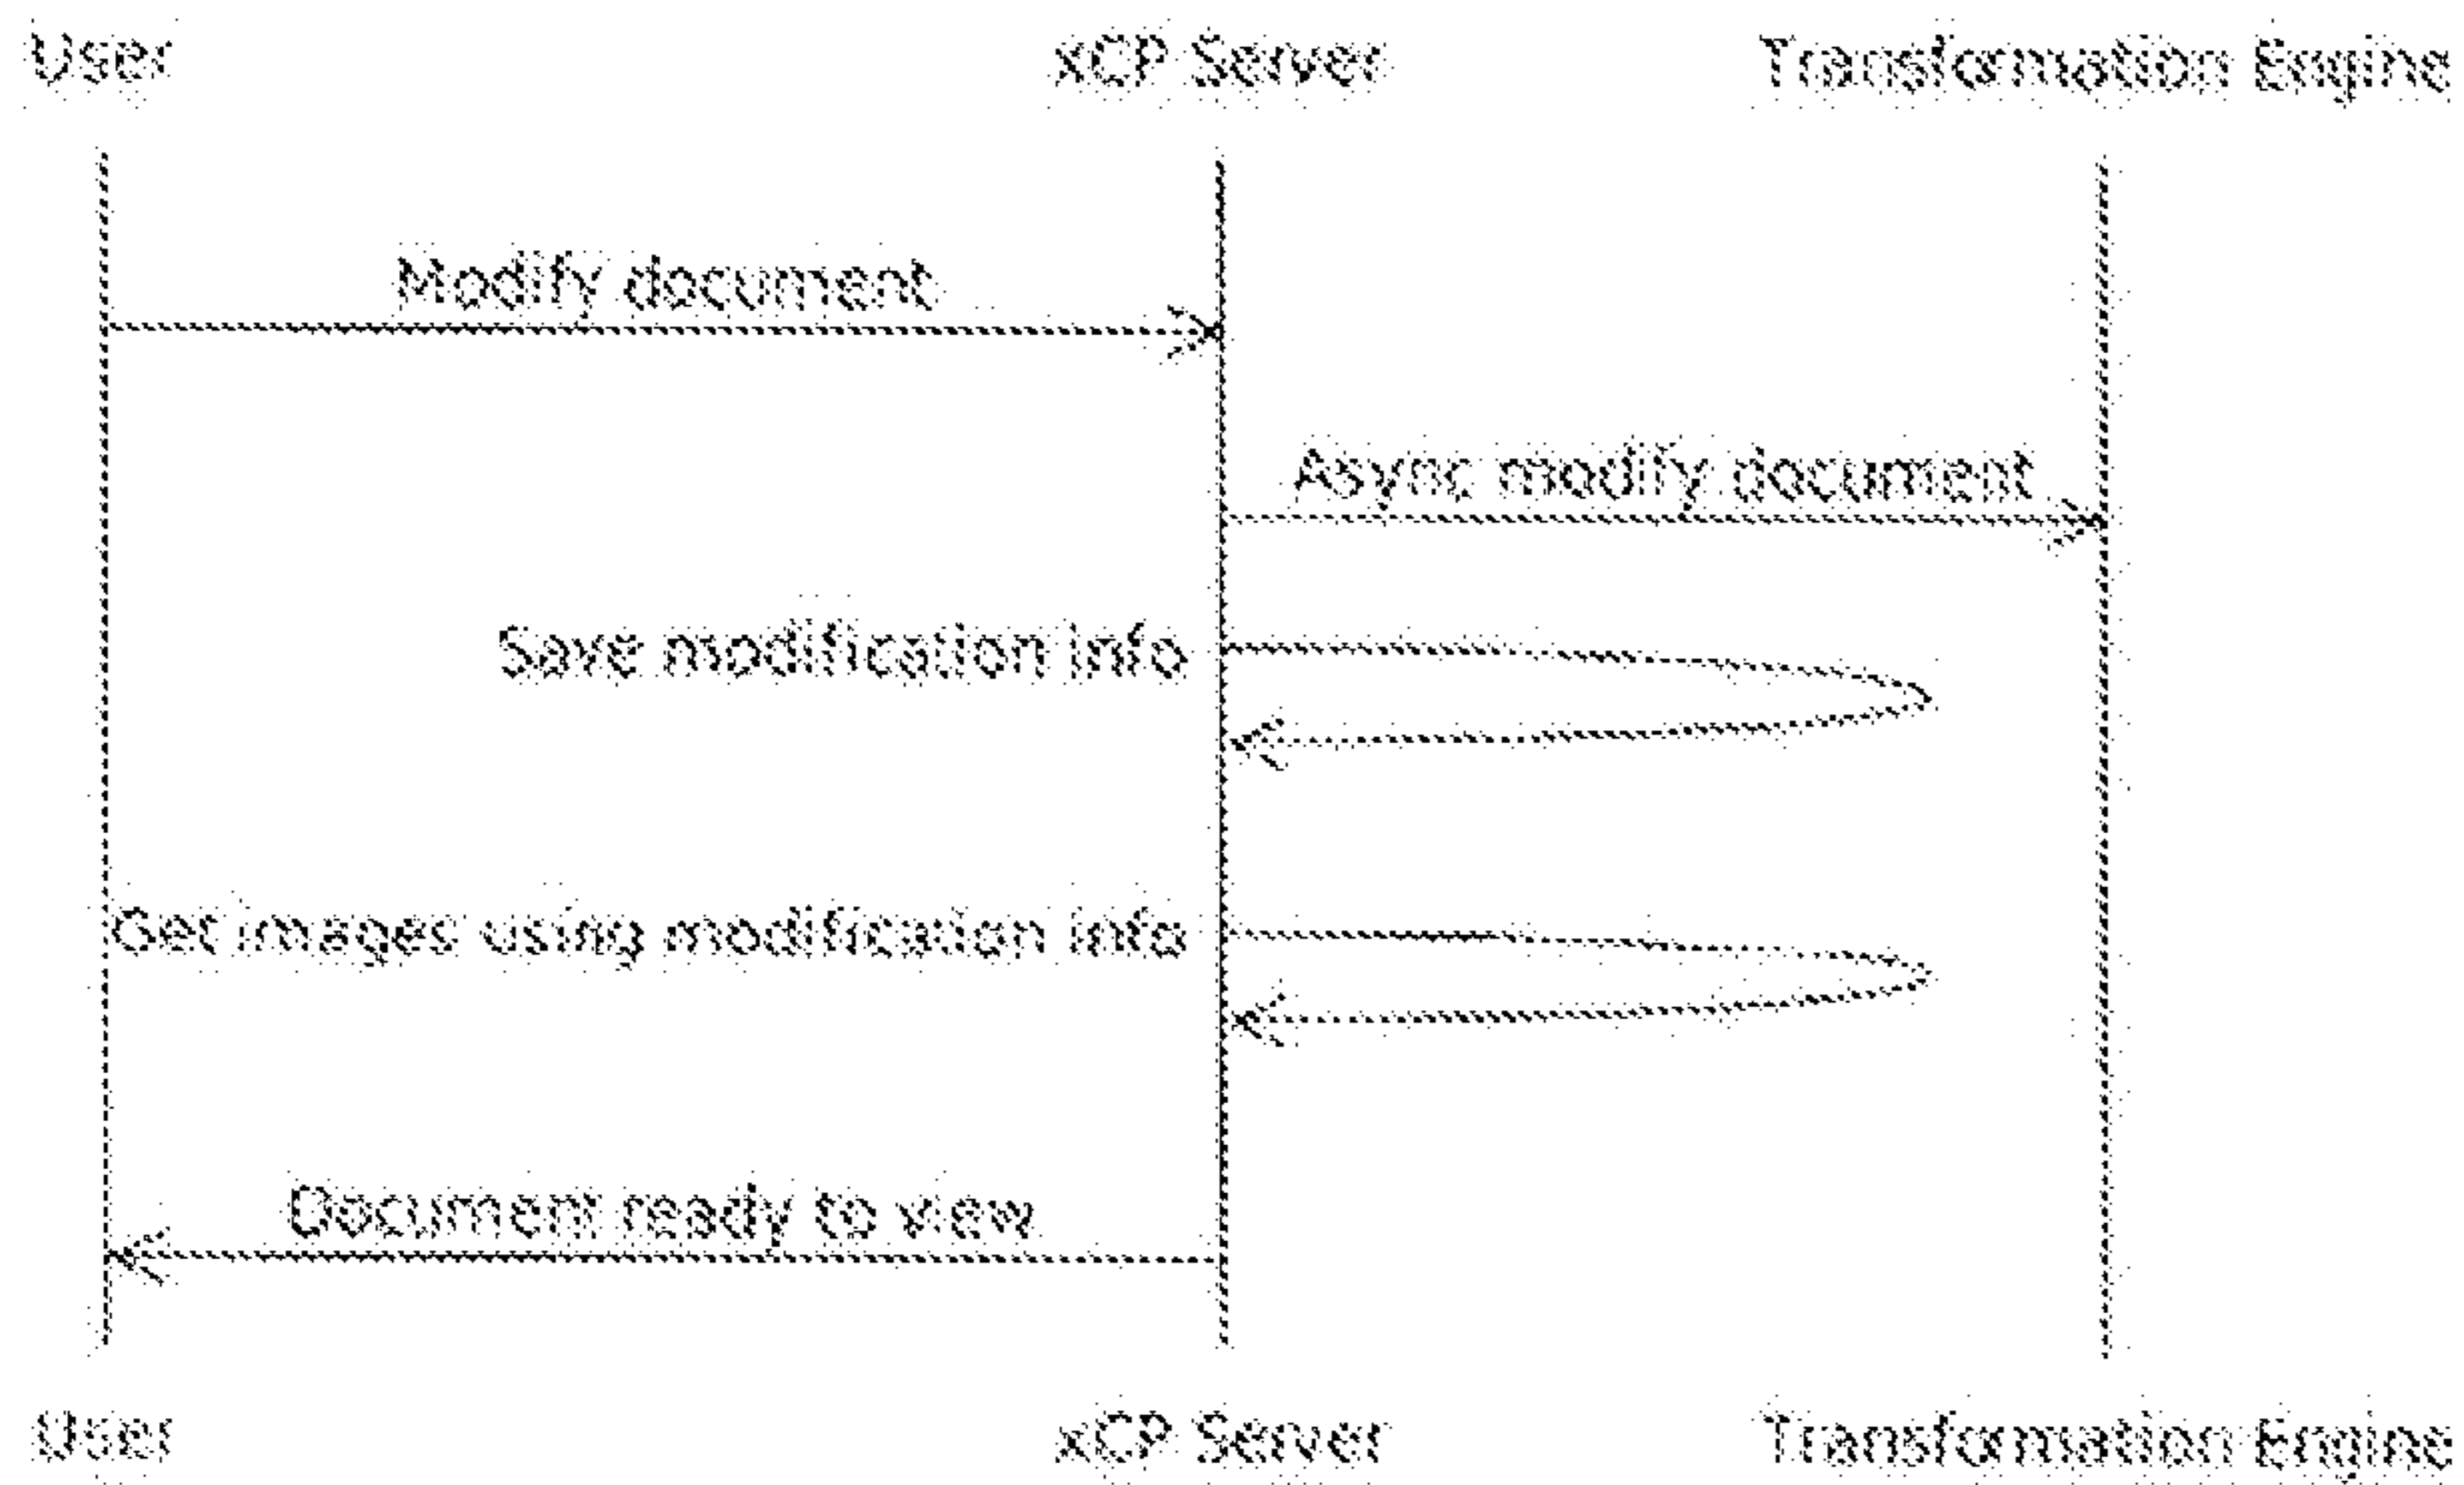 User xCP Server Transformation Engine
Modify document
Async modify document
Save modification info
Get images using modification info
Document ready to view
User xCP Server Transformation Engine